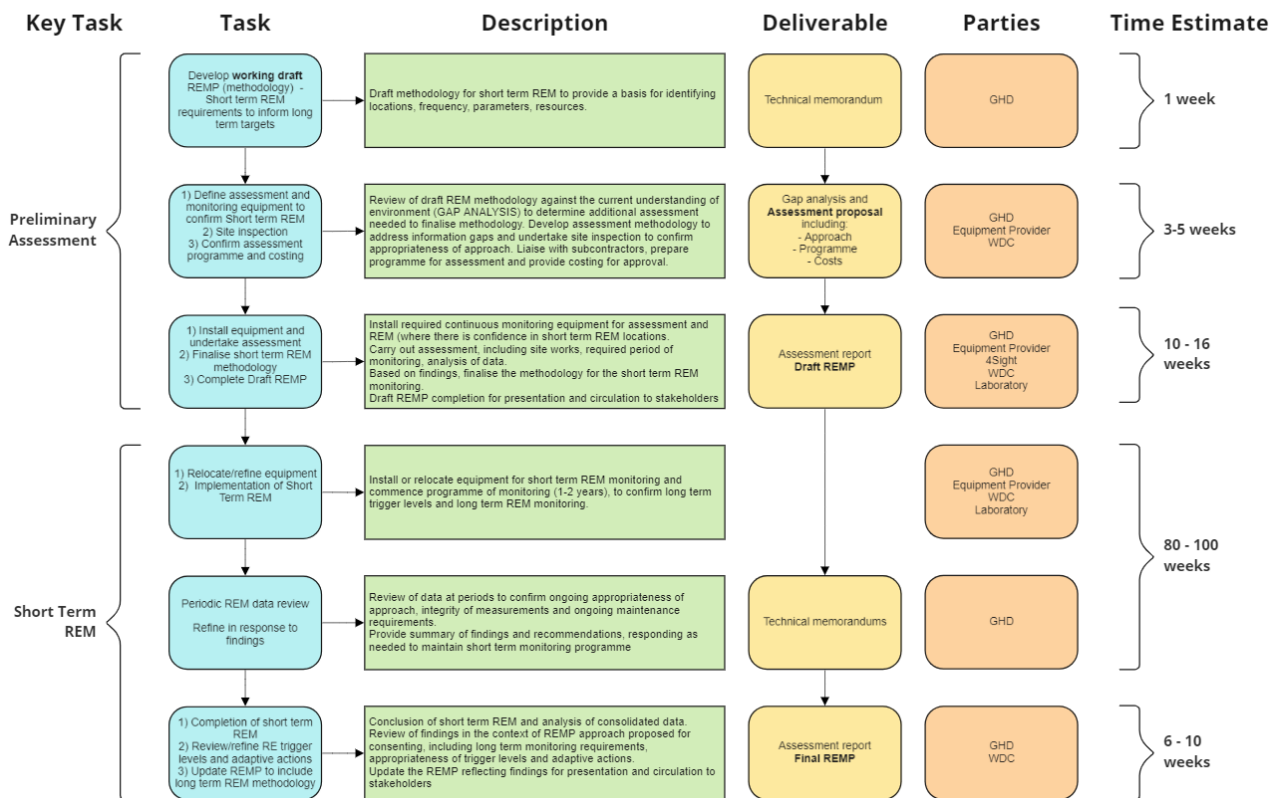 Key Task
Task
Description
Deliverable
Parties
Time Estimate
Preliminary
Assessment
Develop working draft
REMP (methodology) -
Short term REM
requirements to inform long
term targets
Draft methodology for short term REM to provide a basis for identifying
locations, frequency, parameters, resources.
Technical memorandum
GHD
1 week
1) Define assessment and
monitoring equipment to
confirm Short term REM
2) Site inspection
3) Confirm assessment
programme and costing
Review of draft REM methodology against the current understanding of
environment (GAP ANALYSIS) to determine additional assessment
needed to finalise methodology. Develop assessment methodology to
address information gaps and undertake site inspection to confirm
appropriateness of approach. Liaise with subcontractors, prepare
programme for assessment and provide costing for approval.
Gap analysis and
Assessment proposal
including:
- Approach
- Programme
- Costs
GHD
Equipment Provider
WDC
3-5 weeks
1) Install equipment and
undertake assessment
2) Finalise short term REM
methodology
3) Complete Draft REMP
Install required continuous monitoring equipment for assessment and
REM (where there is confidence in short term REM locations.
Carry out assessment, including site works, required period of
monitoring, analysis of data.
Based on findings, finalise the methodology for the short term REM
monitoring.
Draft REMP completion for presentation and circulation to stakeholders
Assessment report
Draft REMP
GHD
Equipment Provider
4Sight
WDC
Laboratory
10 - 16
weeks
Short Term
REM
1) Relocate/refine equipment
2) Implementation of Short
Term REM
Install or relocate equipment for short term REM monitoring and
commence programme of monitoring (1-2 years), to confirm long term
trigger levels and long term REM monitoring.
GHD
Equipment Provider
WDC
Laboratory
80 - 100
weeks
Periodic REM data review
Refine in response to
findings
Review of data at periods to confirm ongoing appropriateness of
approach, integrity of measurements and ongoing maintenance
requirements.
Provide summary of findings and recommendations, responding as
needed to maintain short term monitoring programme
Technical memorandums
GHD
1) Completion of short term
REM
2) Review/refine RE trigger
levels and adaptive actions
3) Update REMP to include
long term REM methodology
Conclusion of short term REM and analysis of consolidated data.
Review of findings in the context of REMP approach proposed for
consenting, including long term monitoring requirements,
appropriateness of trigger levels and adaptive actions.
Update the REMP reflecting findings for presentation and circulation to
stakeholders
Assessment report
Final REMP
GHD
WDC
6 - 10
weeks